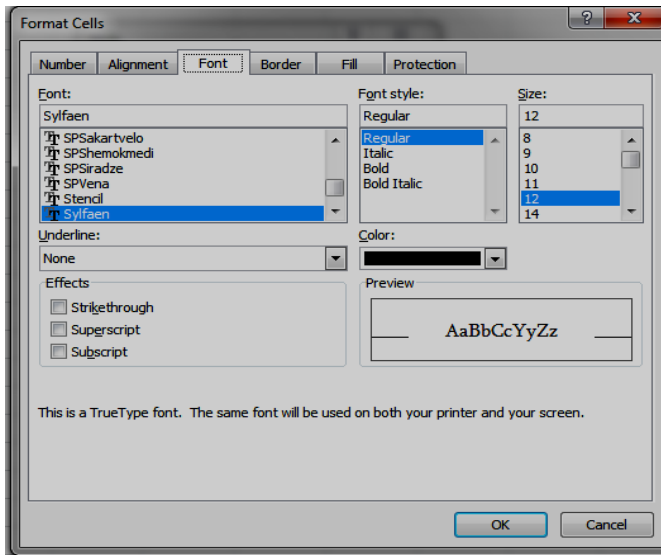 Format Cells
Number Alignment Font Border Fill Protection
Font: Font style: Size:
Sylfaen Regular 12
SPSakartvelo Regular 8
SPShemokmedi Italic 9
SPSiradze Bold 10
SPVena Bold Italic 11
Stencil 12
Sylfaen 14
Underline: Color:
None
Effects Preview
Strikethrough
Superscript AaBbCcYyZz
Subscript
This is a TrueType font. The same font will be used on both your printer and your screen.
OK Cancel